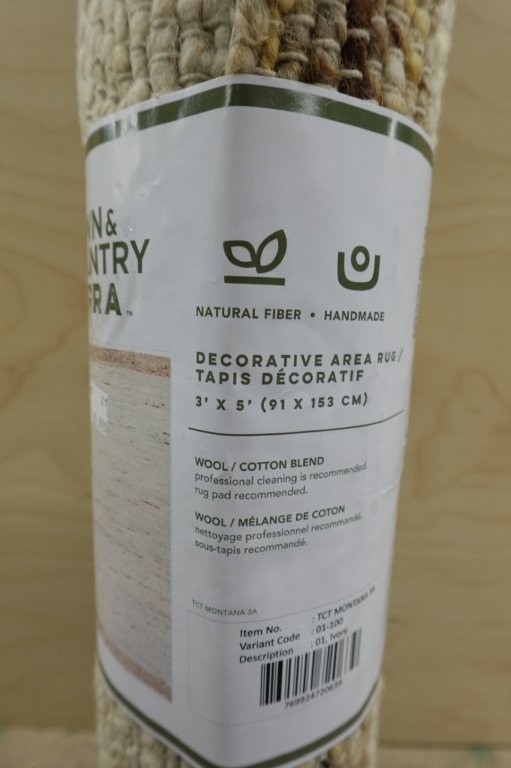 &
NTRY
RA™
NATURAL FIBER • HANDMADE
DECORATIVE AREA RUG /
TAPIS DÉCORATIF
3' X 5' (91 X 153 CM)
WOOL / COTTON BLEND
professional cleaning is recommended.
rug pad recommended.
WOOL / MÉLANGE DE COTON
nettoyage professionnel recommandé.
sous-tapis recommandé.
TCT MONTANA 3A
Item No. : TCT MONTANA
Variant Code : 01-100
Description : 01, Ivory
769924720639